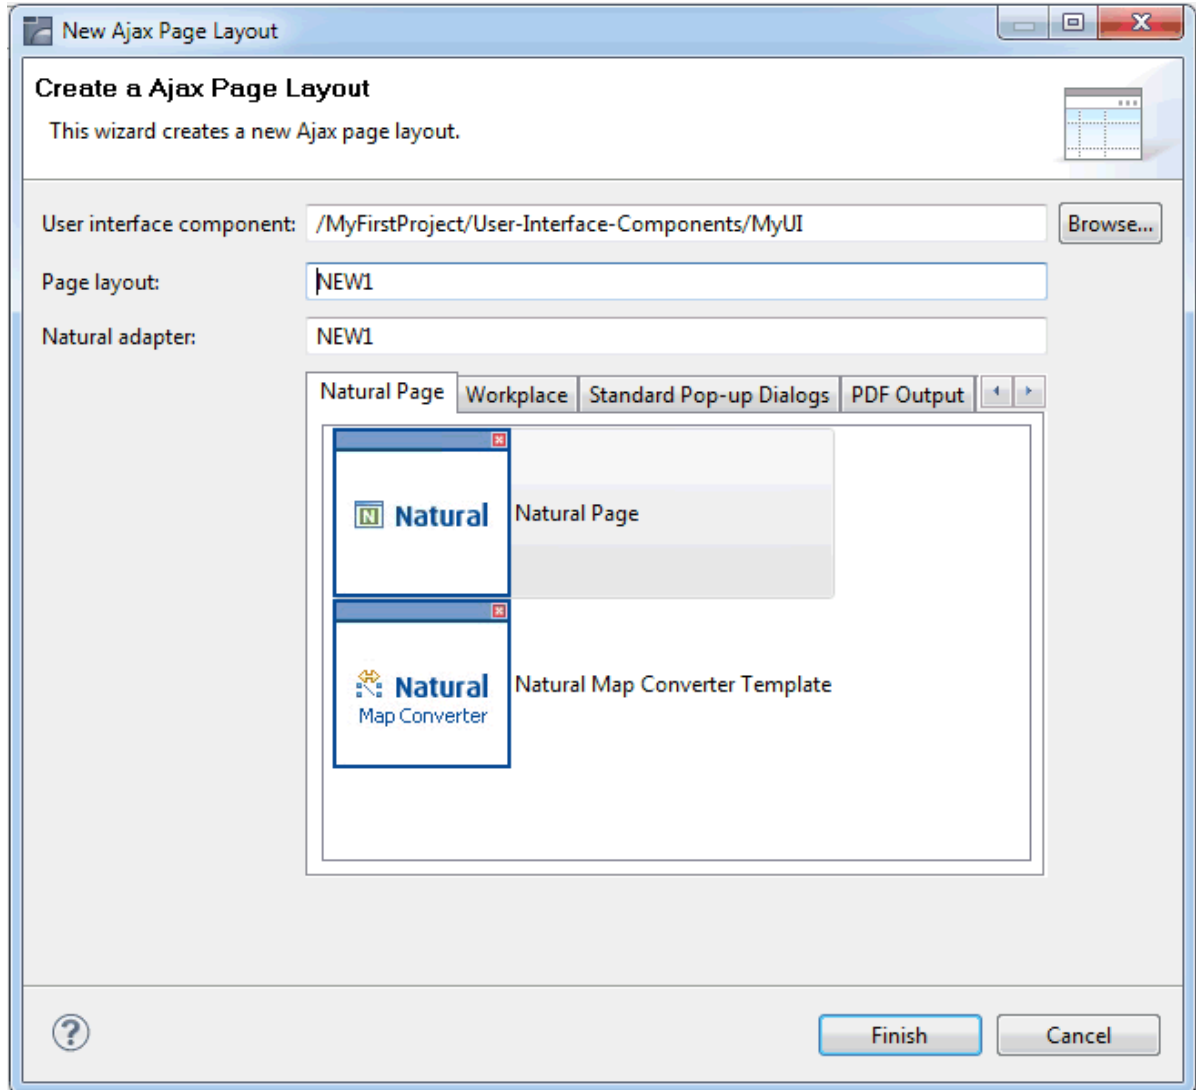 New Ajax Page Layout
Create a Ajax Page Layout
This wizard creates a new Ajax page layout.
User interface component: /MyFirstProject/User-Interface-Components/MyUI Browse...
Page layout: NEW1
Natural adapter: NEW1
Natural Page Workplace Standard Pop-up Dialogs PDF Output
N Natural Natural Page
Natural Natural Map Converter Template
Map Converter
? Finish Cancel